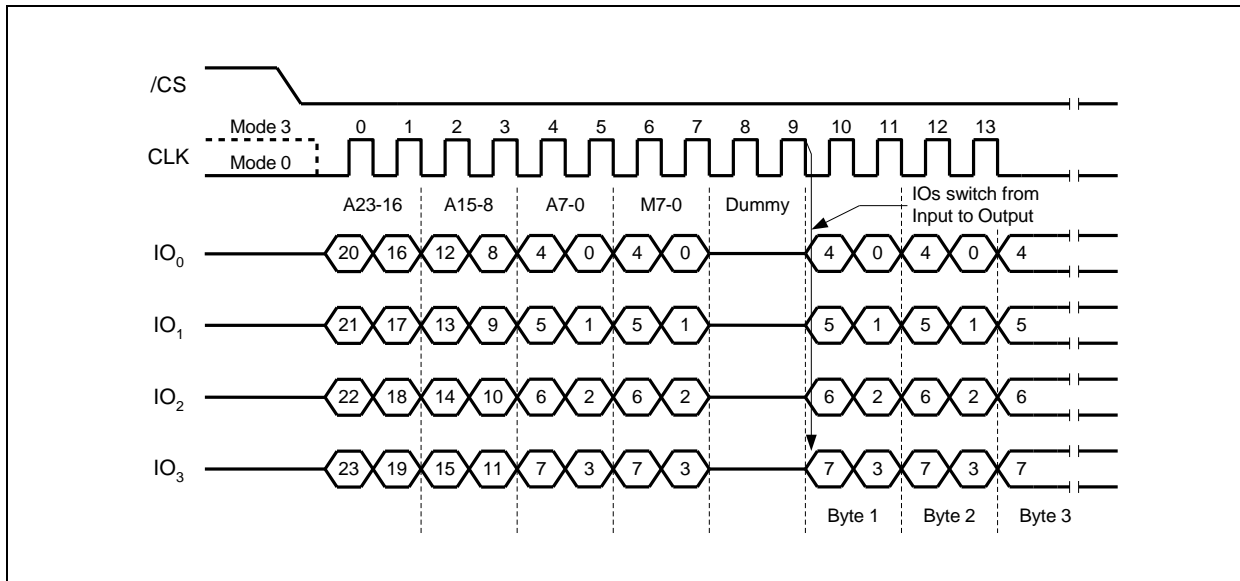 /CS
Mode 3 0 1 2 3 4 5 6 7 8 9 10 11 12 13
CLK
Mode 0
A23-16 A15-8 A7-0 M7-0 Dummy
IOs switch from
Input to Output
IO0 20 16 12 8 4 0 4 0 4 0 4 0 4
IO1 21 17 13 9 5 1 5 1 5 1 5 1 5
IO2 22 18 14 10 6 2 6 2 6 2 6 2 6
IO3 23 19 15 11 7 3 7 3 7 3 7 3 7
Byte 1 Byte 2 Byte 3